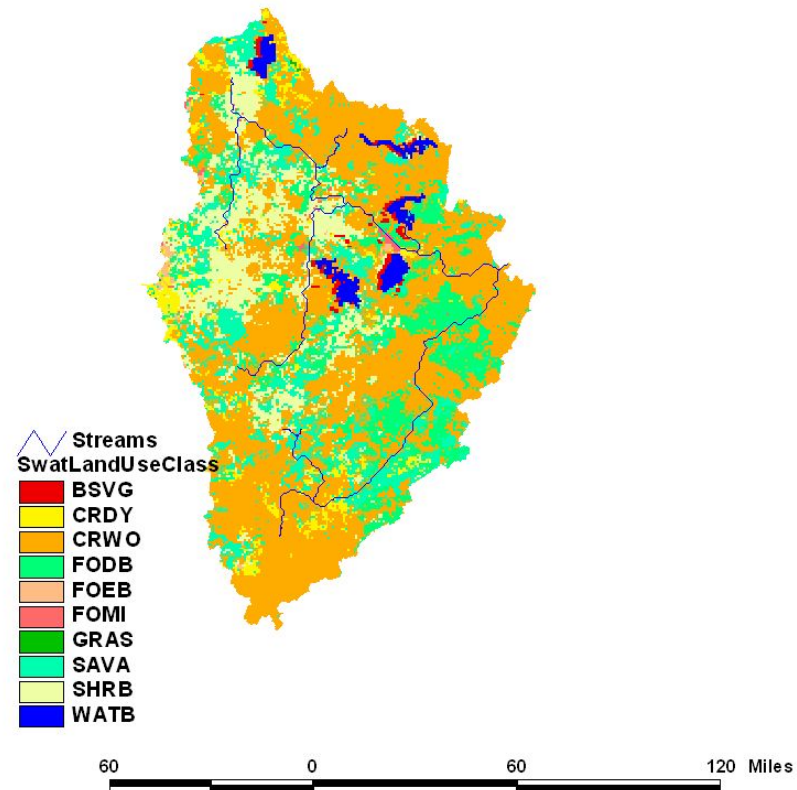 Streams
SwatLandUseClass
BSVG
CRDY
CRWO
FODB
FOEB
FOMI
GRAS
SAVA
SHRB
WATB
60 0 60 120 Miles